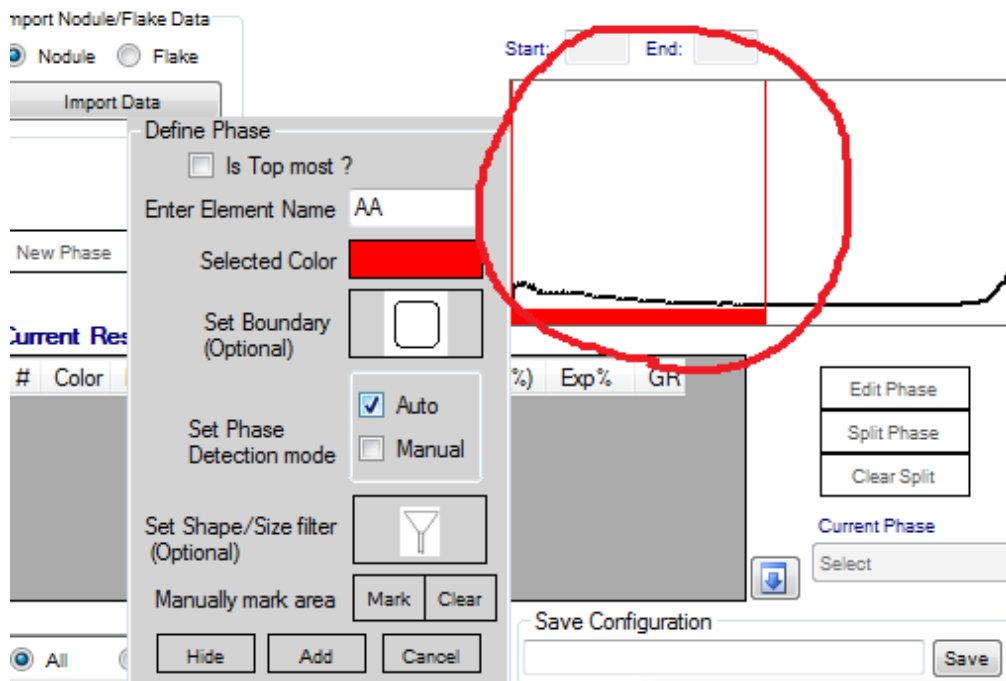 mport Nodule/Flake Data
Nodule Flake
Start: End:
Import Data
Define Phase
Is Top most ?
Enter Element Name AA
New Phase
Selected Color
Set Boundary
(Optional)
Current Res
# Color %) Exp% GR
Auto
Edit Phase
Set Phase
Detection mode
Manual
Split Phase
Clear Split
Set Shape/Size filter
(Optional)
Current Phase
Select
Manually mark area Mark Clear
Save Configuration
All Hide Add Cancel Save